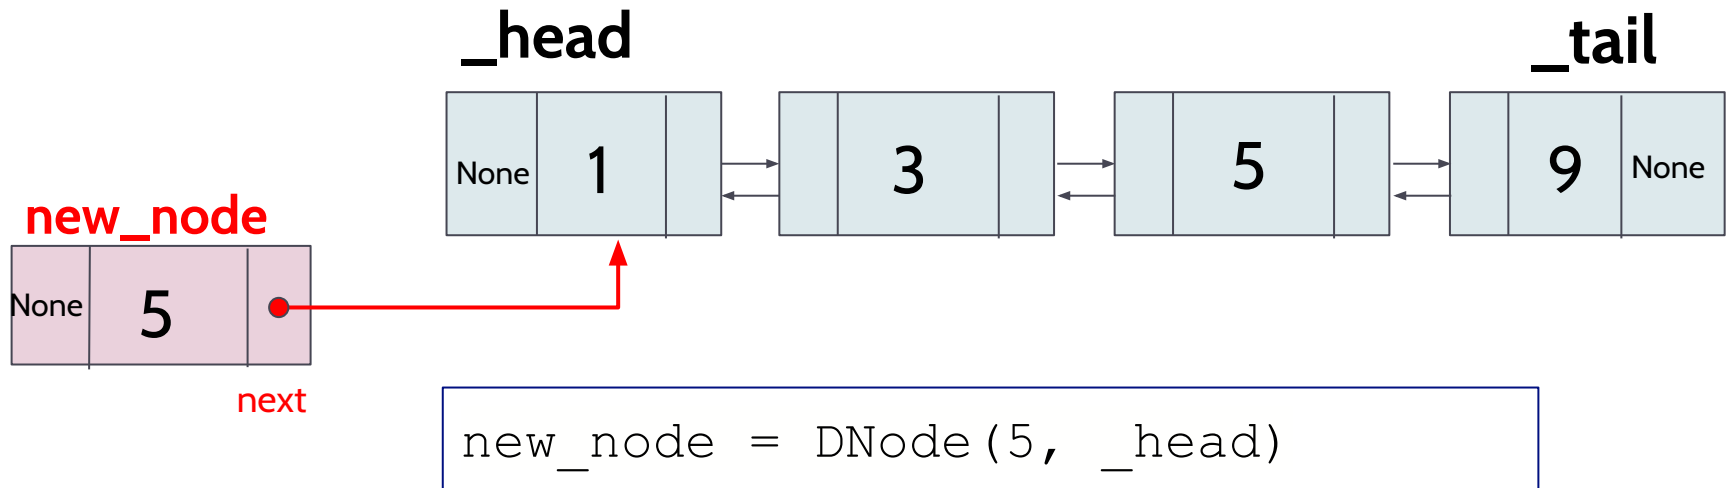 _head
_tail
None 1 3 5 9 None
new_node
None 5
next
new_node = DNode(5, _head)